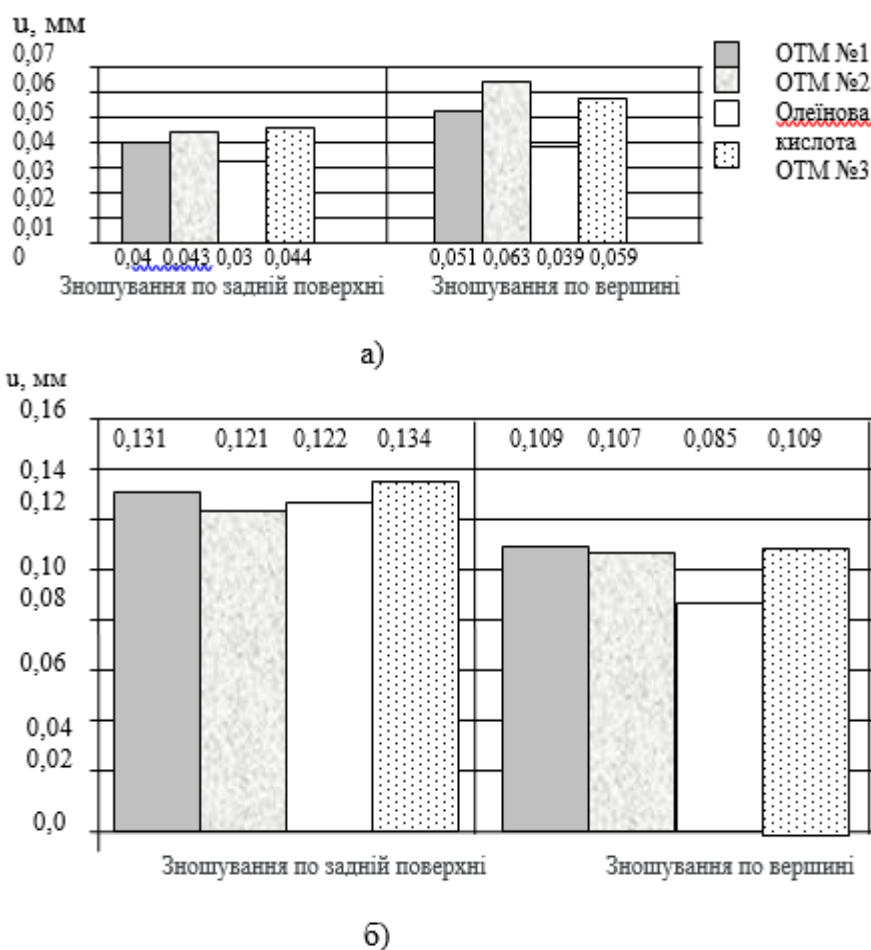 u, мм
0,07
0,06
0,05
0,04
0,03
0,02
0,01
0
ОТМ №1
ОТМ №2
Олеїнова
кислота
ОТМ №3
0,04 0,043 0,03 0,044
0,051 0,063 0,039 0,059
Зношування по задній поверхні
Зношування по вершині
а)
u, мм
0,16
0,14
0,12
0,10
0,08
0,06
0,04
0,02
0,0
0,131 0,121 0,122 0,134
0,109 0,107 0,085 0,109
Зношування по задній поверхні
Зношування по вершині
б)